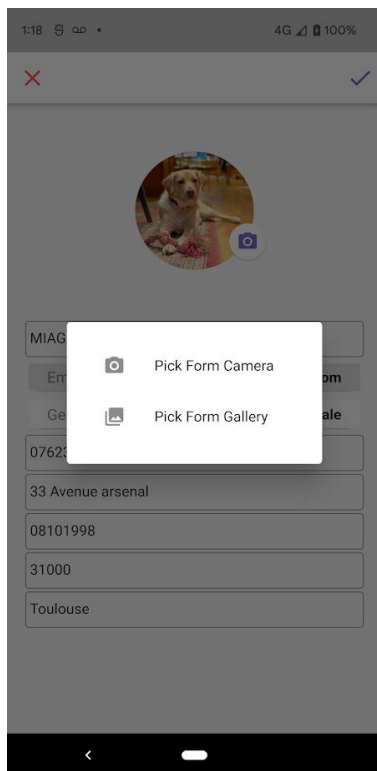 1:18 4G 100%
MIAG
Pick Form Camera
Em om
Pick Form Gallery
Ge ale
0762
33 Avenue arsenal
08101998
31000
Toulouse